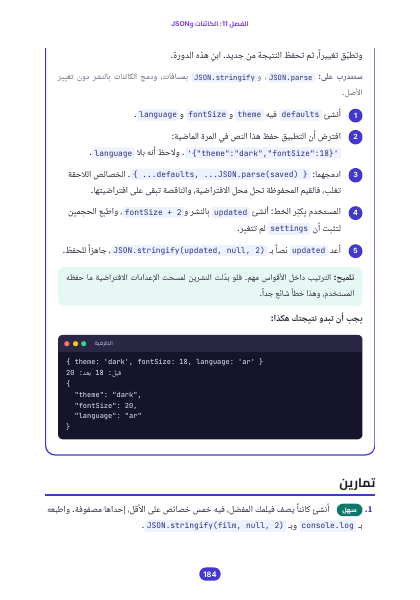 الفصل 11: الكائنات وJSON
وتطبّق تغييراً، ثم تحفظ النتيجة من جديد. ابنِ هذه الدورة.
ستتدرب على: JSON.parse، وJSON.stringify بمسافات، ودمج الكائنات بالنشر دون تغيير
الأصل.
1 أنشئ defaults فيه theme وfontSize وlanguage.
2 افترض أن التطبيق حفظ هذا النص في المرة الماضية:
'{"theme":"dark","fontSize":18}'. ولاحظ أنه بلا language.
3 ادمجهما: { ...defaults, ...JSON.parse(saved) }. الخصائص اللاحقة
تغلب، فالقيم المحفوظة تحل محل الافتراضية، والناقصة تبقى على افتراضيتها.
4 المستخدم يكبّر الخط: أنشئ updated بالنشر وfontSize + 2، واطبع الحجمين
لتثبت أن settings لم تتغير.
5 أعد updated نصاً بـ JSON.stringify(updated, null, 2)، جاهزاً للحفظ.
تلميح: الترتيب داخل الأقواس مهم. فلو بدّلت النشرين لمسحت الإعدادات الافتراضية ما حفظه
المستخدم، وهذا خطأ شائع جداً.
يجب أن تبدو نتيجتك هكذا:
الطرفية
{ theme: 'dark', fontSize: 18, language: 'ar' }
قبل: 18 بعد: 20
{
"theme": "dark",
"fontSize": 20,
"language": "ar"
}
تمارين
1. سهل أنشئ كائناً يصف فيلمك المفضل، فيه خمس خصائص على الأقل، إحداها مصفوفة. واطبعه
بـ console.log وبـ JSON.stringify(film, null, 2).
184